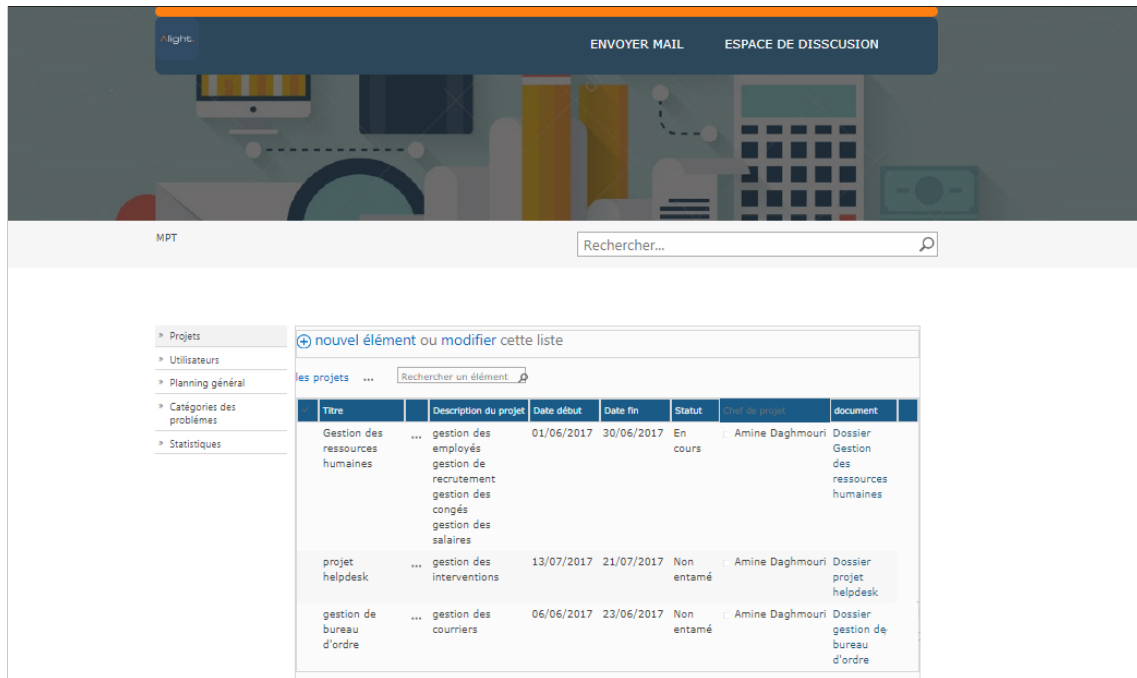 Alight.
ENVOYER MAIL
ESPACE DE DISSCUSION
MPT
Rechercher...
» Projets
» Utilisateurs
» Planning général
» Catégories des
problémes
» Statistiques
nouvel élément ou modifier cette liste
les projets ... Rechercher un élément
✓ Titre Description du projet Date début Date fin Statut Chef de projet document
Gestion des ... gestion des 01/06/2017 30/06/2017 En Amine Daghmouri Dossier
ressources employés cours Gestion
humaines gestion de des
recrutement ressources
gestion des humaines
congés
gestion des
salaires
projet ... gestion des 13/07/2017 21/07/2017 Non Amine Daghmouri Dossier
helpdesk interventions entamé projet
helpdesk
gestion de ... gestion des 06/06/2017 23/06/2017 Non Amine Daghmouri Dossier
bureau courriers entamé gestion de
d'ordre bureau
d'ordre